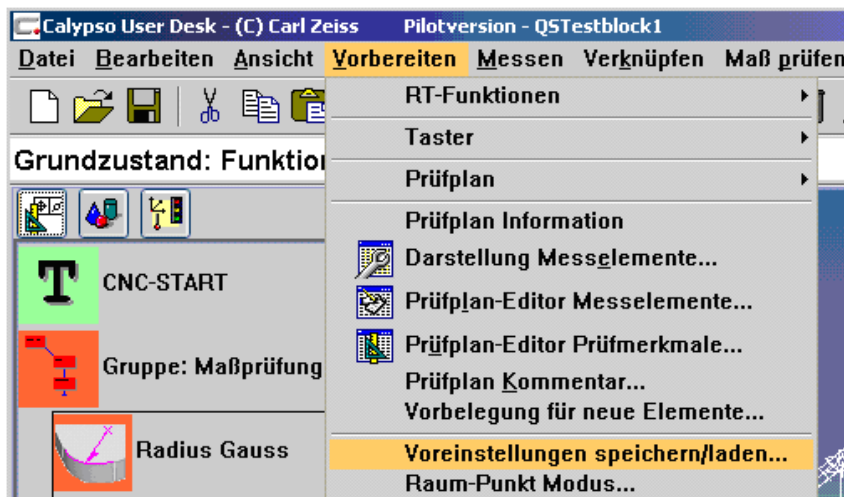 Calypso User Desk - (C) Carl Zeiss Pilotversion - QSTestblock1
Datei Bearbeiten Ansicht Vorbereiten Messen Verknüpfen Maß prüfen
RT-Funktionen
Taster
Grundzustand: Funktion
Prüfplan
Prüfplan Information
Darstellung Messelemente...
T CNC-START
Prüfplan-Editor Messelemente...
Prüfplan-Editor Prüfmerkmale...
Gruppe: Maßprüfung
Prüfplan Kommentar...
Vorbelegung für neue Elemente...
Radius Gauss
Voreinstellungen speichern/laden...
Raum-Punkt Modus...